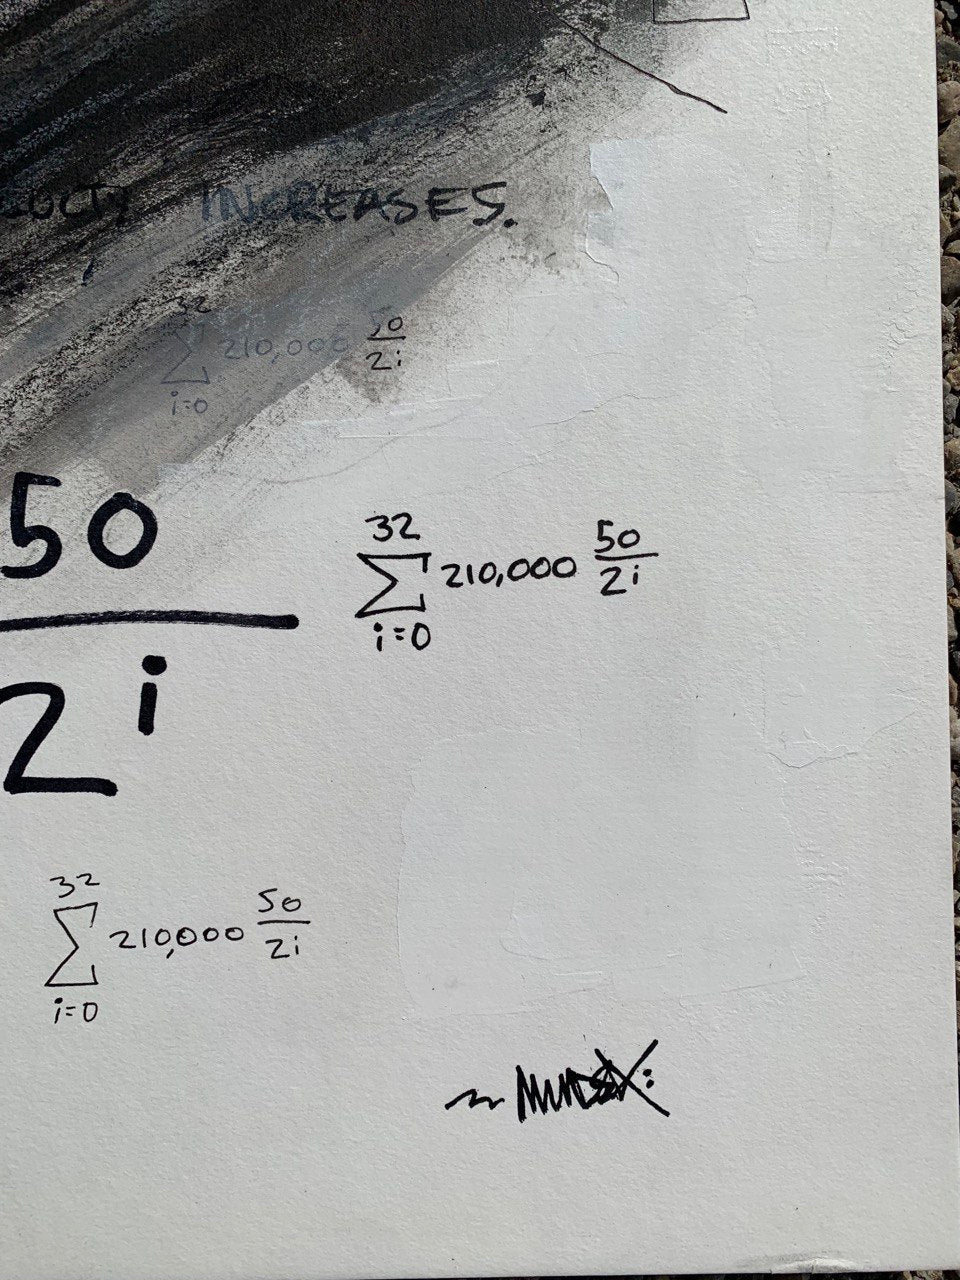 INCREASES.
32
∑ 210,000 50/2i
i=0
50
2^i
32
∑ 210,000 50/2i
i=0
32
∑ 210,000 50/2i
i=0